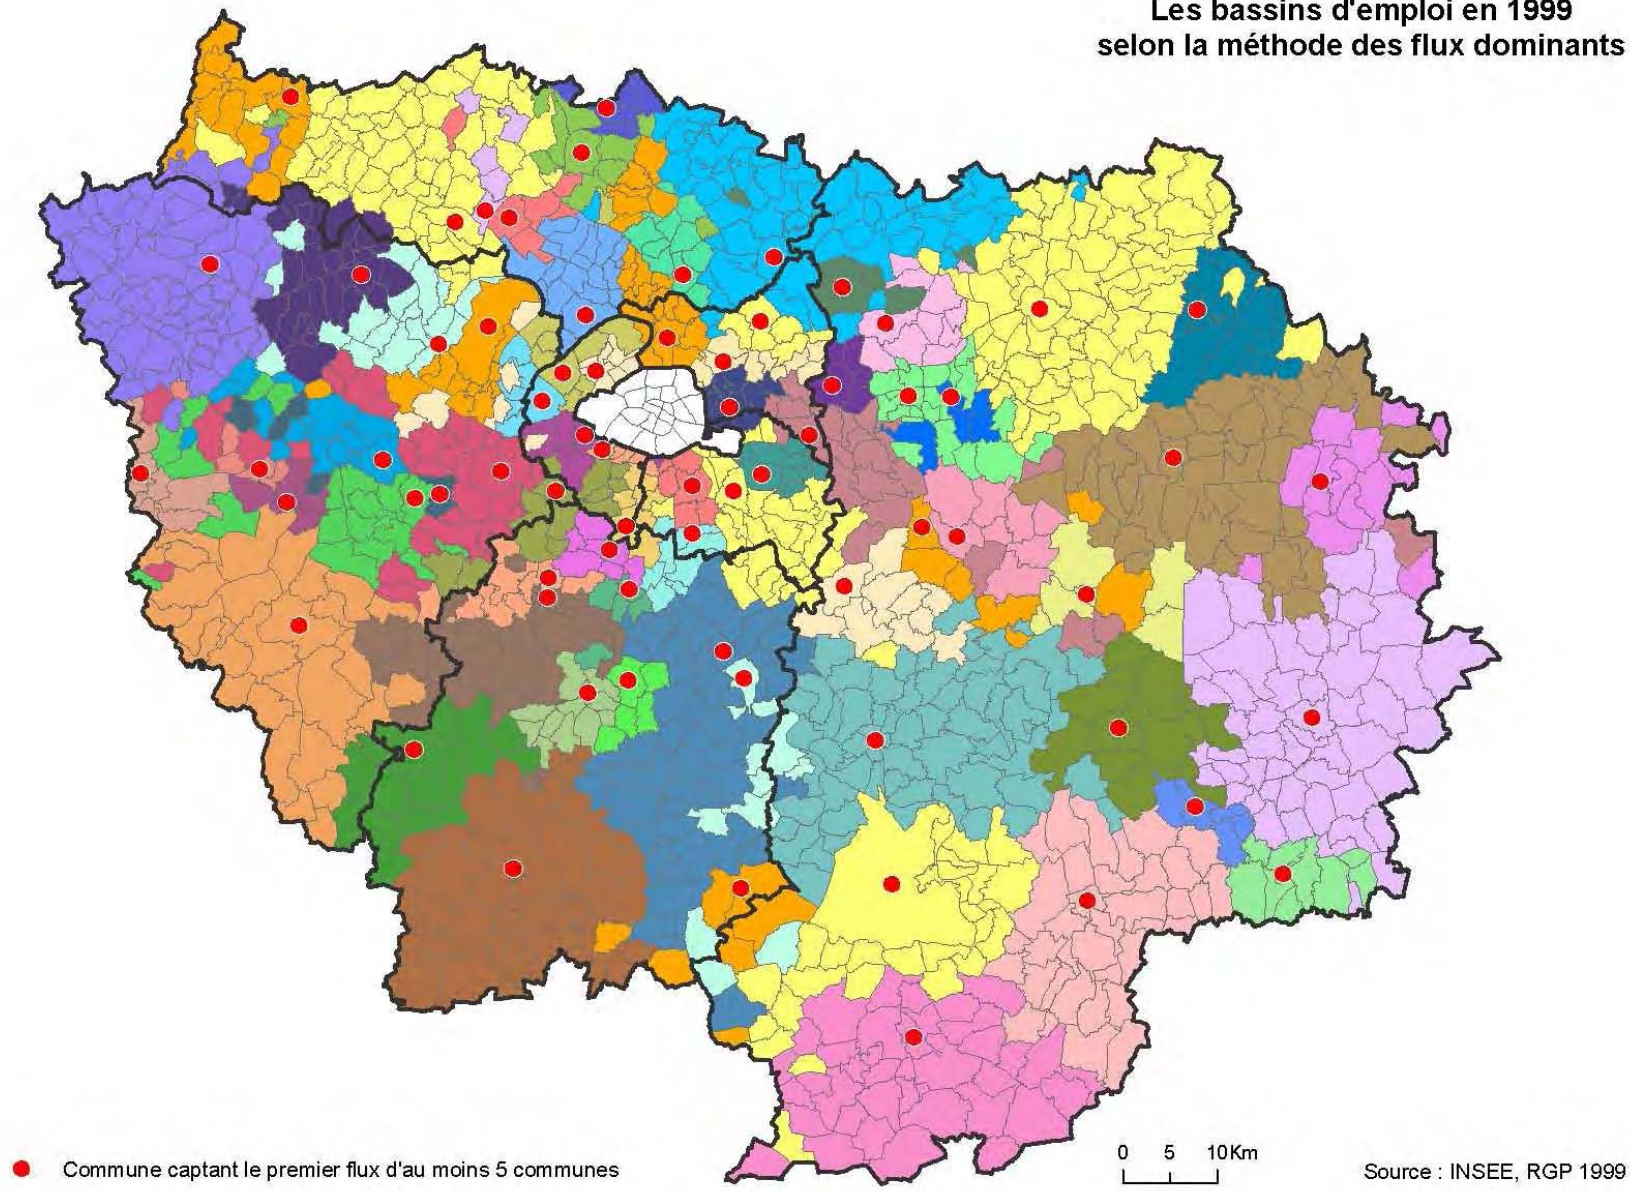 Les bassins d'emploi en 1999
selon la méthode des flux dominants
Commune captant le premier flux d'au moins 5 communes
0 5 10Km
Source : INSEE, RGP 1999